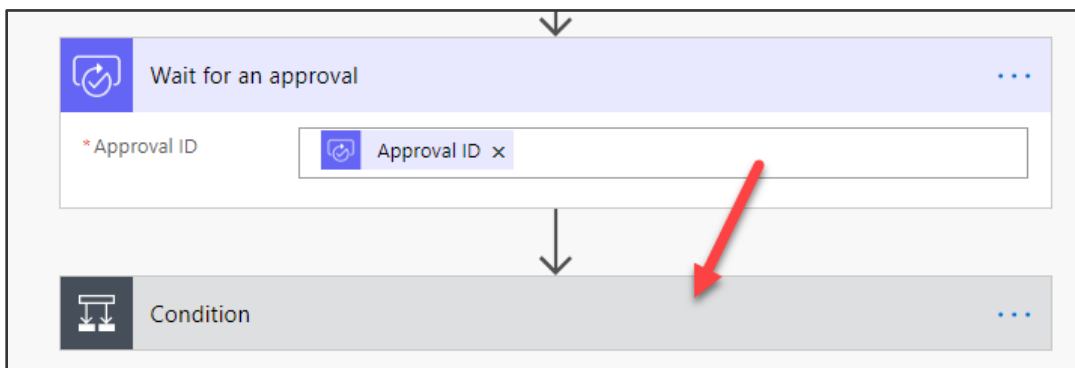 Wait for an approval
* Approval ID
Approval ID ×
Condition